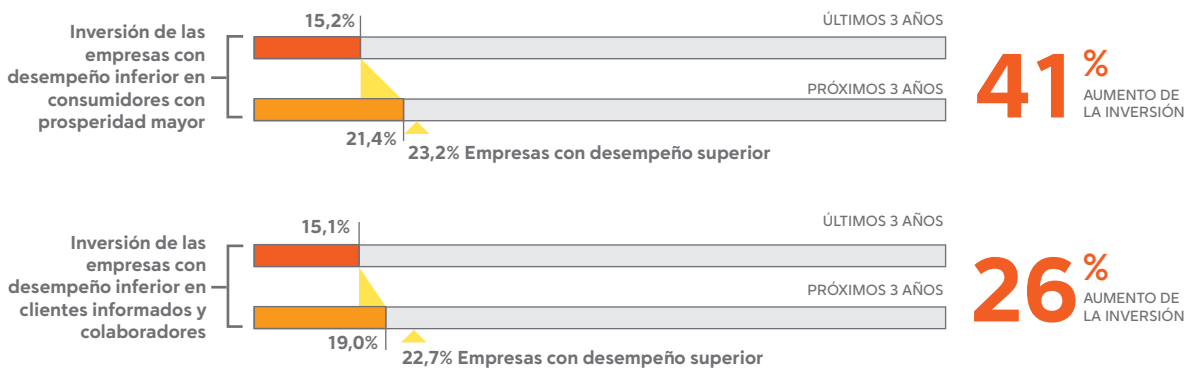 Inversión de las
empresas con
desempeño inferior en
consumidores con
prosperidad mayor
15,2%
ÚLTIMOS 3 AÑOS
PRÓXIMOS 3 AÑOS
21,4%
23,2% Empresas con desempeño superior
41%
AUMENTO DE
LA INVERSIÓN
Inversión de las
empresas con
desempeño inferior en
clientes informados y
colaboradores
15,1%
ÚLTIMOS 3 AÑOS
PRÓXIMOS 3 AÑOS
19,0%
22,7% Empresas con desempeño superior
26%
AUMENTO DE
LA INVERSIÓN